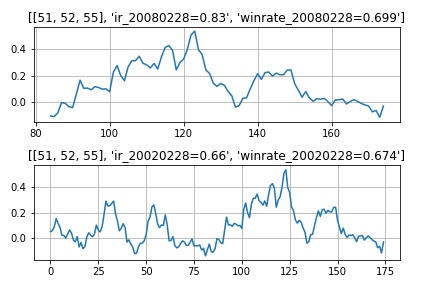 [[51, 52, 55], 'ir_20080228=0.83', 'winrate_20080228=0.699']
0.4
0.2
0.0
80 100 120 140 160
[[51, 52, 55], 'ir_20020228=0.66', 'winrate_20020228=0.674']
0.4
0.2
0.0
0 25 50 75 100 125 150 175